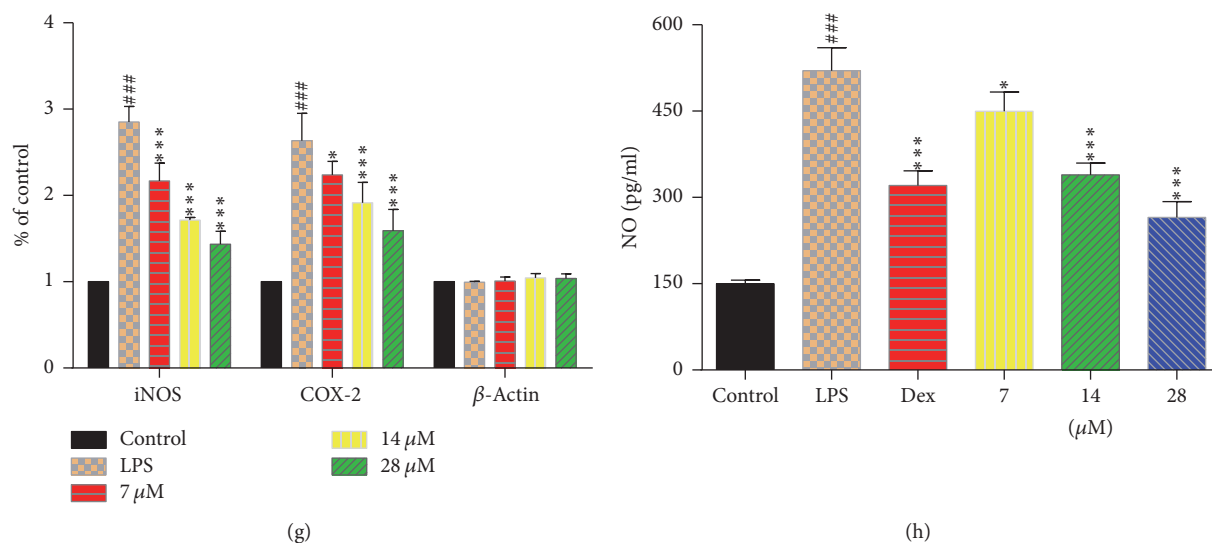 4
3
2
1
0
% of control
###
***
***
***
###
*
***
***
iNOS
COX-2
β-Actin
Control
LPS
7 μM
14 μM
28 μM
(g)
600
450
300
150
0
NO (pg/ml)
###
***
*
***
***
Control
LPS
Dex
7
14
28
(μM)
(h)